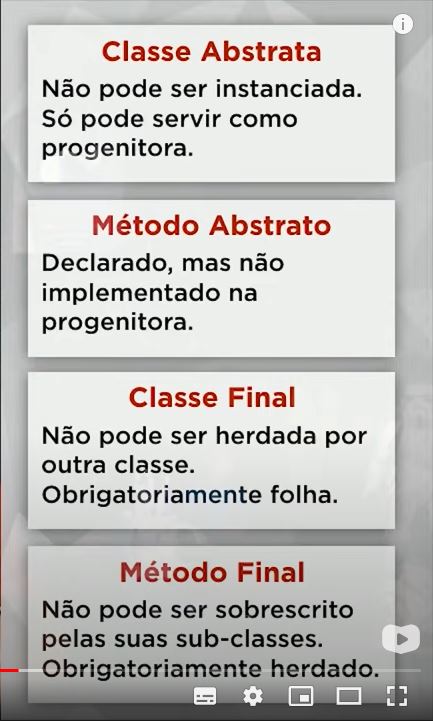 Classe Abstrata
Não pode ser instanciada.
Só pode servir como
progenitora.
Método Abstrato
Declarado, mas não
implementado na
progenitora.
Classe Final
Não pode ser herdada por
outra classe.
Obrigatoriamente folha.
Método Final
Não pode ser sobrescrito
pelas suas sub-classes.
Obrigatoriamente herdado.